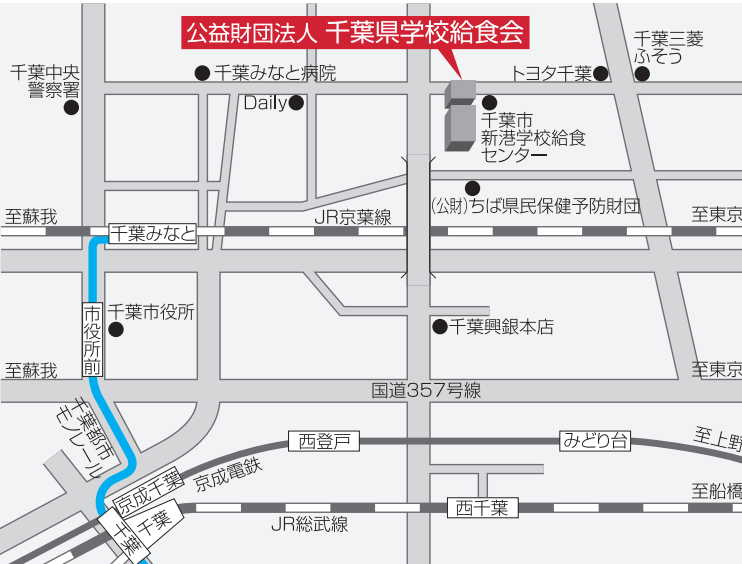 公益財団法人 千葉県学校給食会
千葉中央
警察署
千葉みなと病院
Daily
トヨタ千葉
千葉三菱
ふそう
千葉市
新港学校給食
センター
(公財)ちば県民保健予防財団
至蘇我
JR京葉線
至東京
千葉みなと
市役所前
千葉市役所
千葉興銀本店
至蘇我
至東京
国道357号線
千葉都市
モノレール
西登戸
みどり台
至上野
京成千葉
京成電鉄
至船橋
千葉
千葉
JR総武線
西千葉